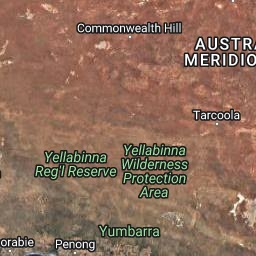 Commonwealth Hill
AUSTRA
MERIDIO
Tarcoola
Yellabinna
Reg'l Reserve
Yellabinna
Wilderness
Protection
Area
Yumbarra
orabie
Penong